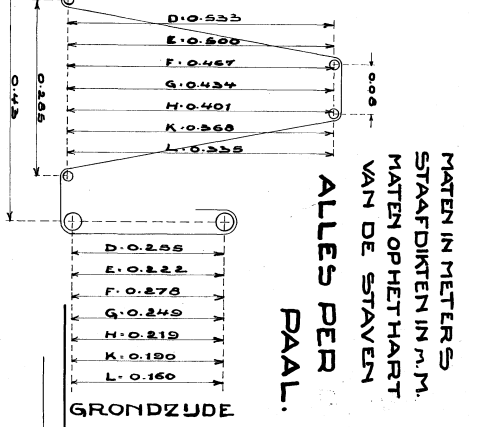 D=0.533
E=0.500
F=0.467
G=0.434
H=0.401
K=0.368
L=0.335
0.43
0.265
0.08
D=0.255
E=0.222
F=0.278
G=0.249
H=0.219
K=0.190
L=0.160
GRONDZIJDE
MATEN IN METERS
STAAFDIKTEN IN M.M.
MATEN OP HET HART
VAN DE STAVEN
ALLES PER
PAAL.